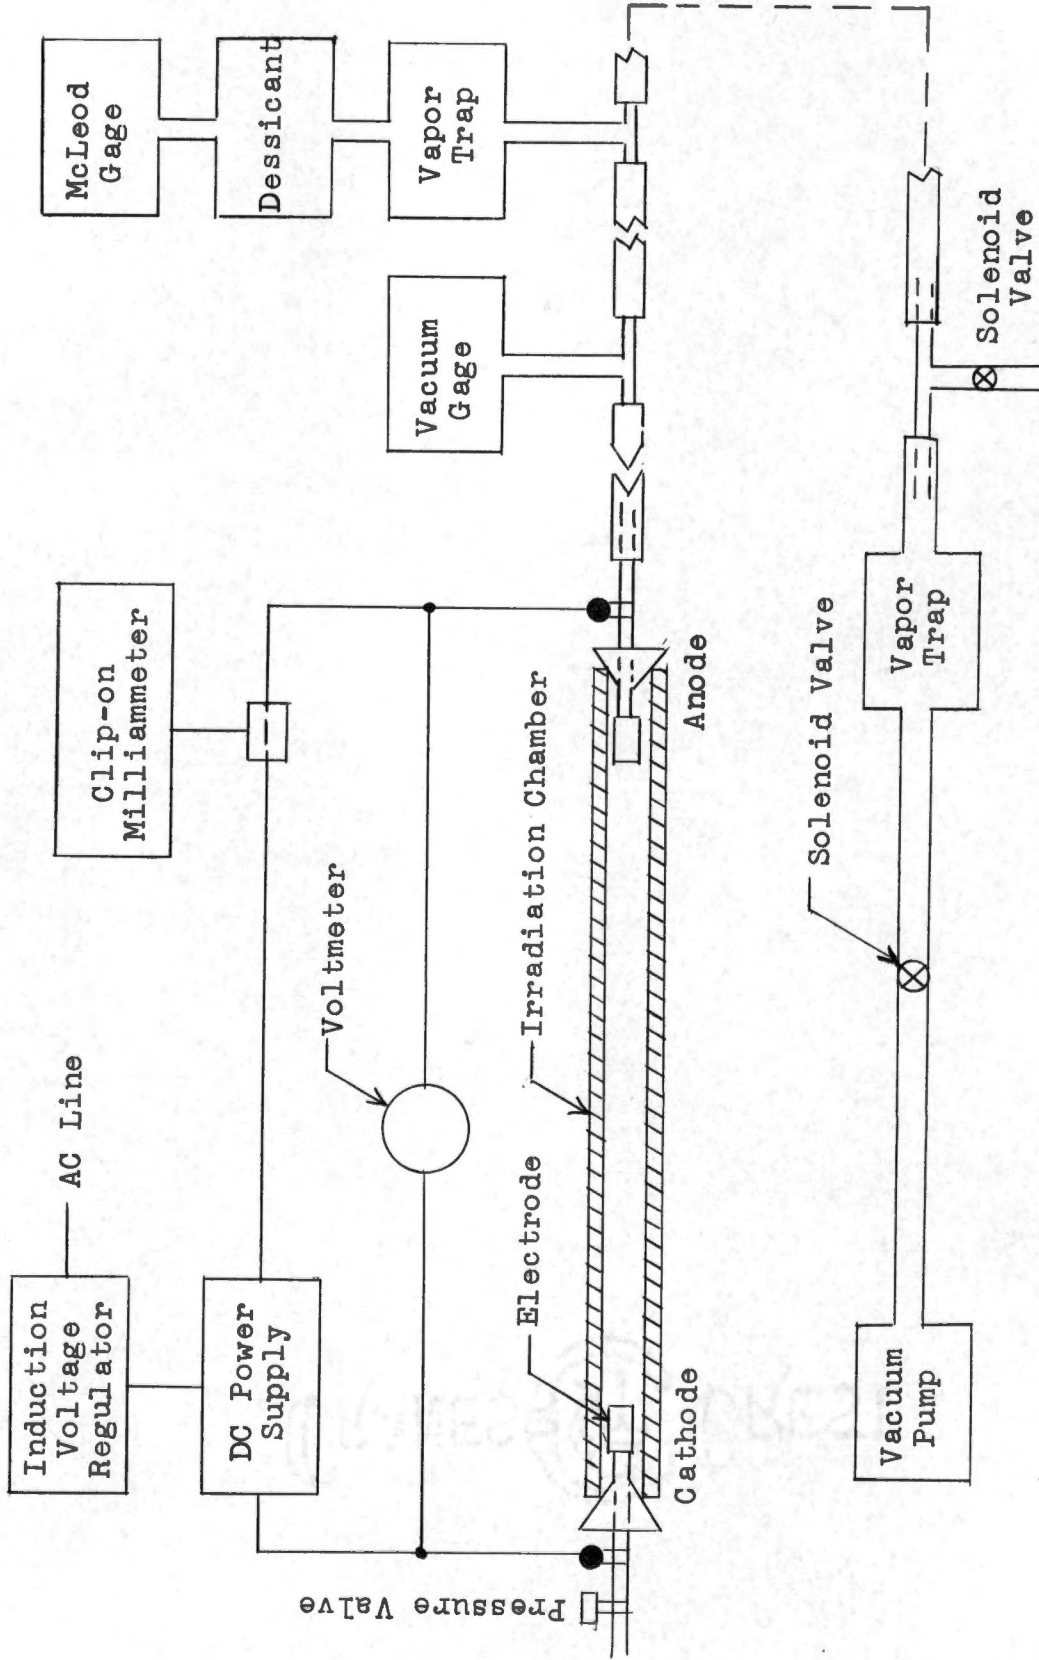 Induction
Voltage
Regulator
AC Line
DC Power
Supply
Clip-on
Milliammeter
McLeod
Gage
Dessicant
Vapor
Trap
Vacuum
Gage
Voltmeter
Pressure Valve
Electrode
Irradiation Chamber
Cathode
Anode
Vacuum
Pump
Solenoid Valve
Vapor
Trap
Solenoid
Valve